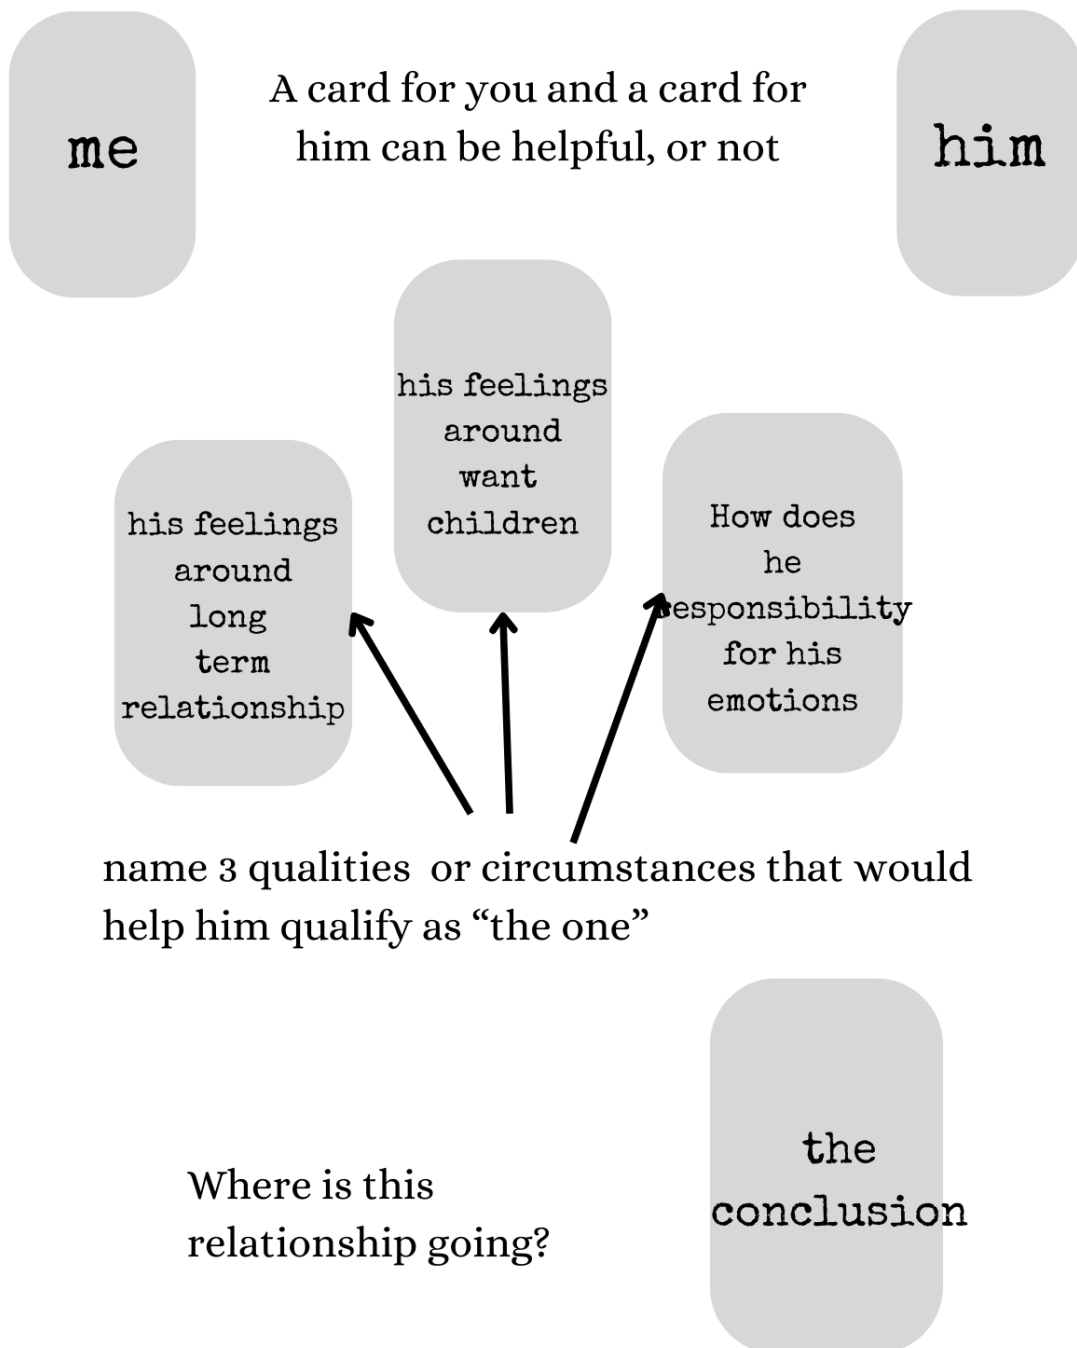 me
A card for you and a card for
him can be helpful, or not
him
his feelings
around
want
children
his feelings
around
long
term
relationship
How does
he
responsibility
for his
emotions
name 3 qualities  or circumstances that would
help him qualify as “the one”
Where is this
relationship going?
the
conclusion